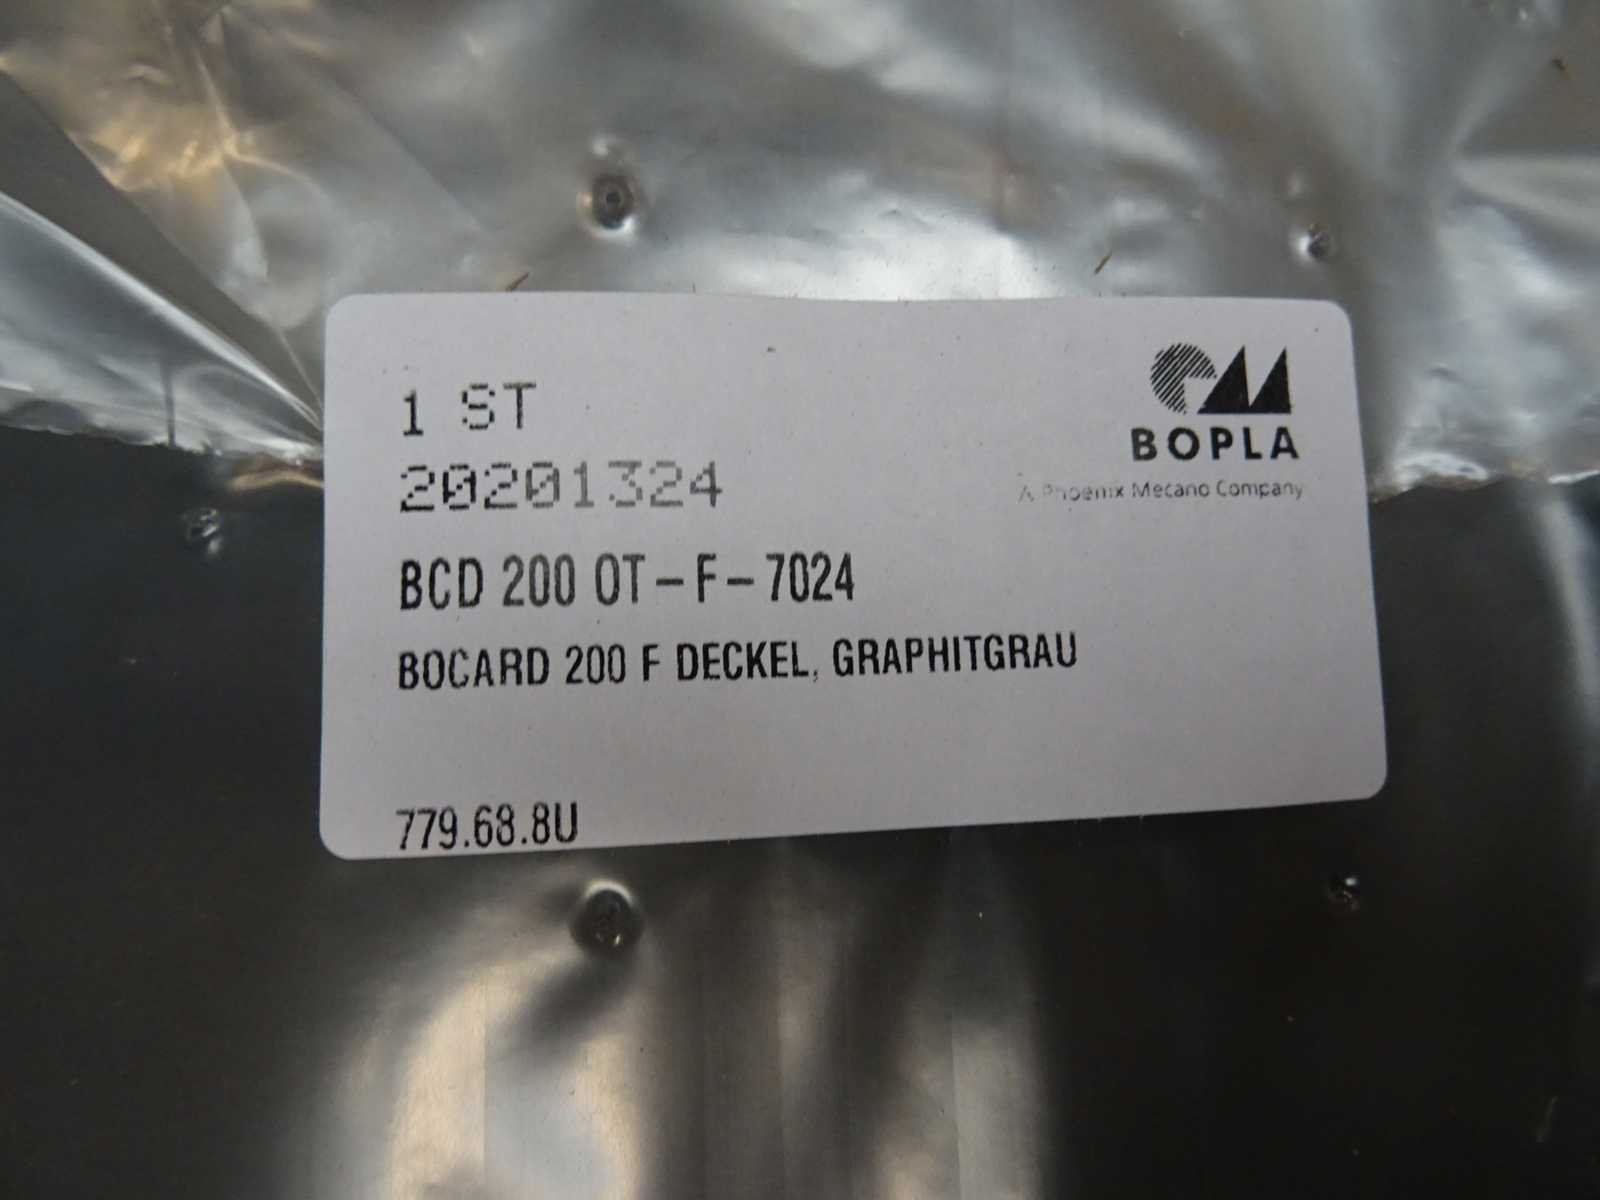 1 ST
20201324
BOPLA
A Phoenix Mecano Company
BCD 200 OT-F-7024
BOCARD 200 F DECKEL, GRAPHITGRAU
779.68.8U